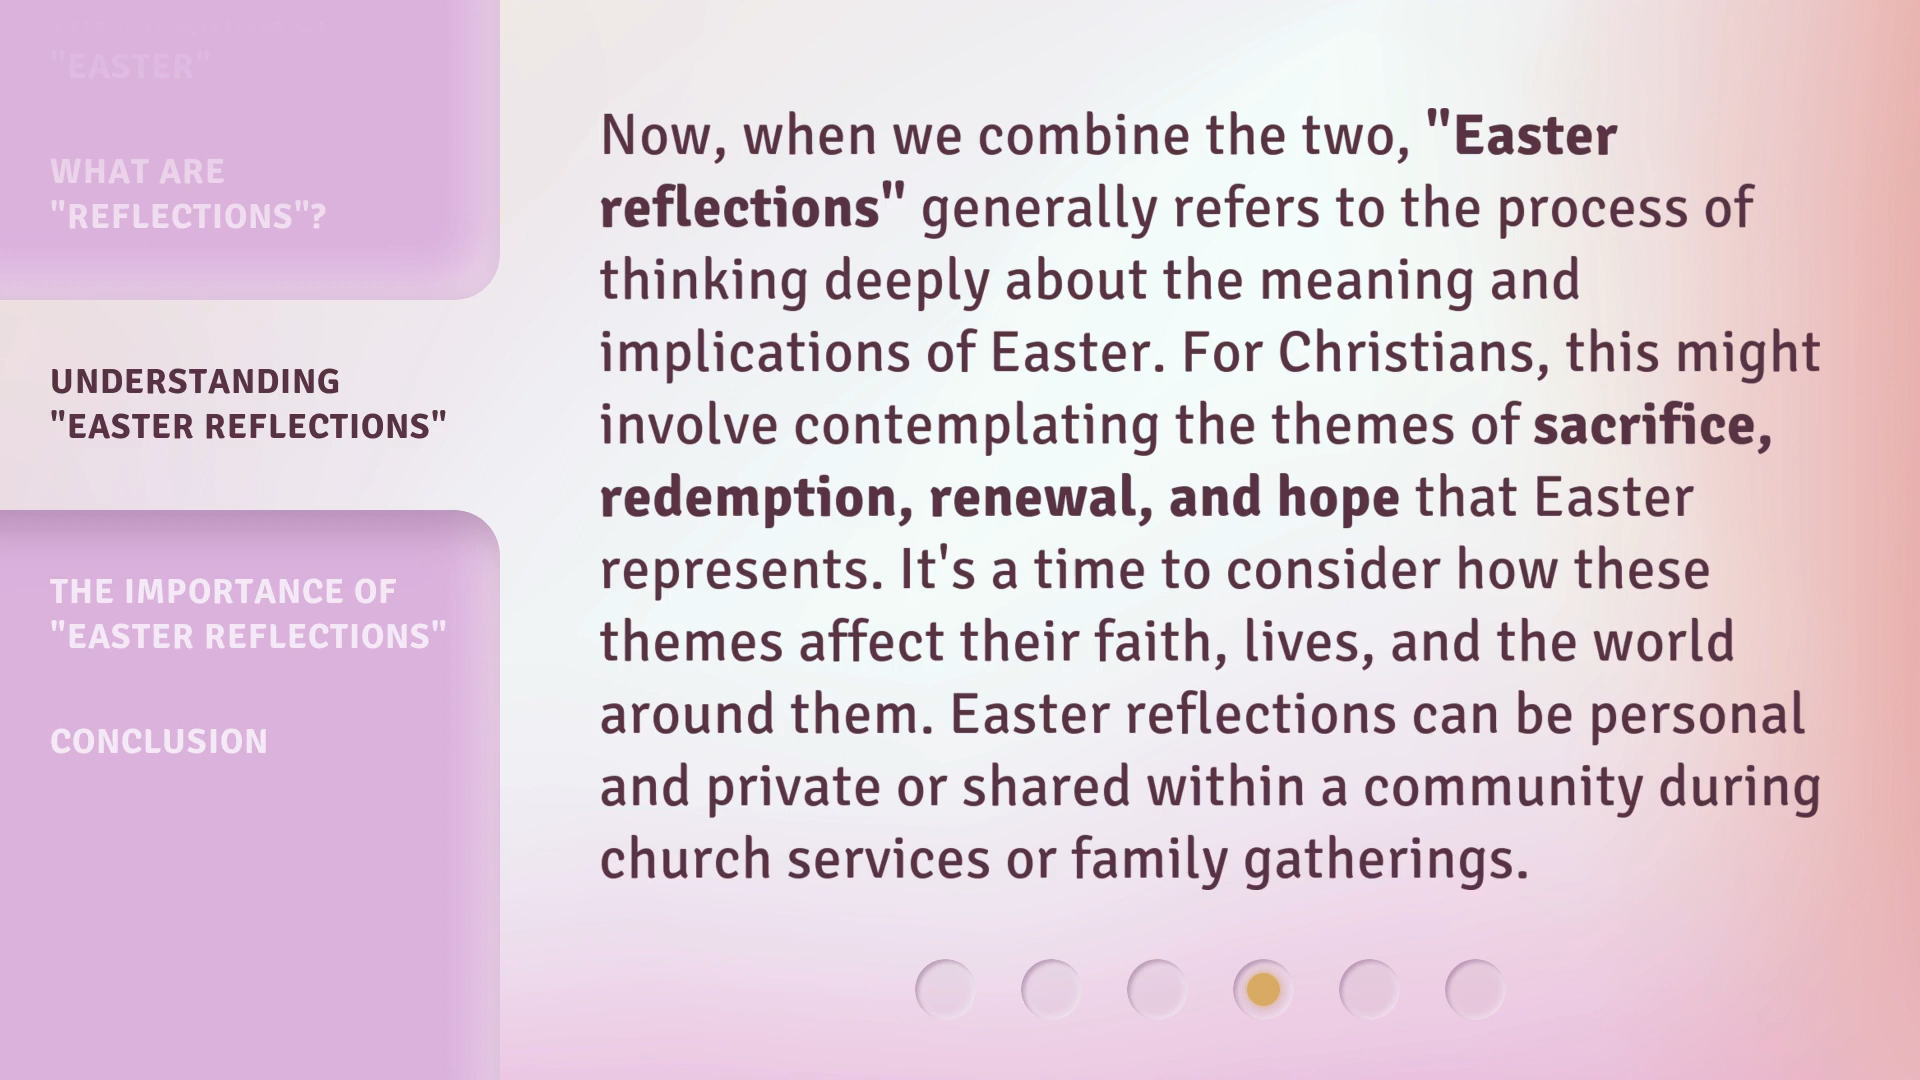 "EASTER"
WHAT ARE
"REFLECTIONS"?
UNDERSTANDING
"EASTER REFLECTIONS"
THE IMPORTANCE OF
"EASTER REFLECTIONS"
CONCLUSION
Now, when we combine the two, "Easter
reflections" generally refers to the process of
thinking deeply about the meaning and
implications of Easter. For Christians, this might
involve contemplating the themes of sacrifice,
redemption, renewal, and hope that Easter
represents. It's a time to consider how these
themes affect their faith, lives, and the world
around them. Easter reflections can be personal
and private or shared within a community during
church services or family gatherings.